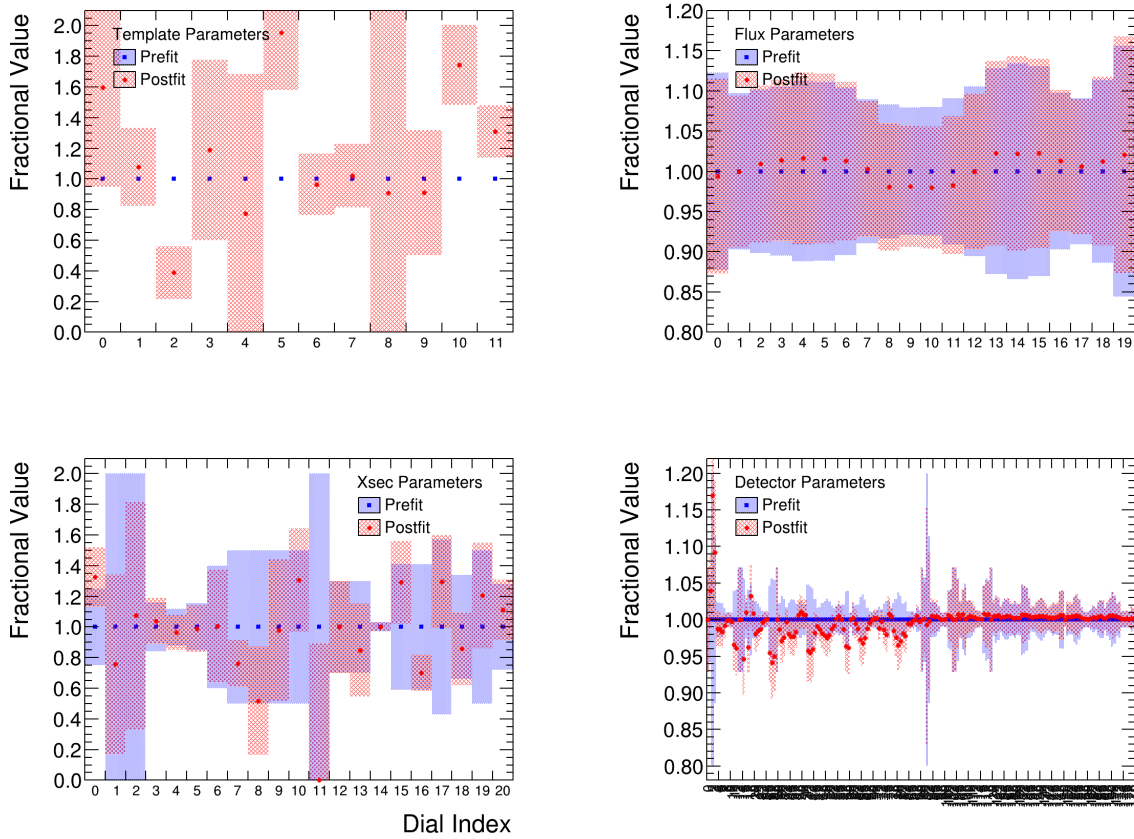 Fractional Value
2.0
1.8
1.6
1.4
1.2
1.0
0.8
0.6
0.4
0.2
0.0
Template Parameters
Prefit
Postfit
0 1 2 3 4 5 6 7 8 9 10 11
Fractional Value
1.20
1.15
1.10
1.05
1.00
0.95
0.90
0.85
0.80
Flux Parameters
Prefit
Postfit
0 1 2 3 4 5 6 7 8 9 10 11 12 13 14 15 16 17 18 19
Fractional Value
2.0
1.8
1.6
1.4
1.2
1.0
0.8
0.6
0.4
0.2
0.0
Xsec Parameters
Prefit
Postfit
0 1 2 3 4 5 6 7 8 9 10 11 12 13 14 15 16 17 18 19 20
Dial Index
Fractional Value
1.20
1.15
1.10
1.05
1.00
0.95
0.90
0.85
0.80
Detector Parameters
Prefit
Postfit